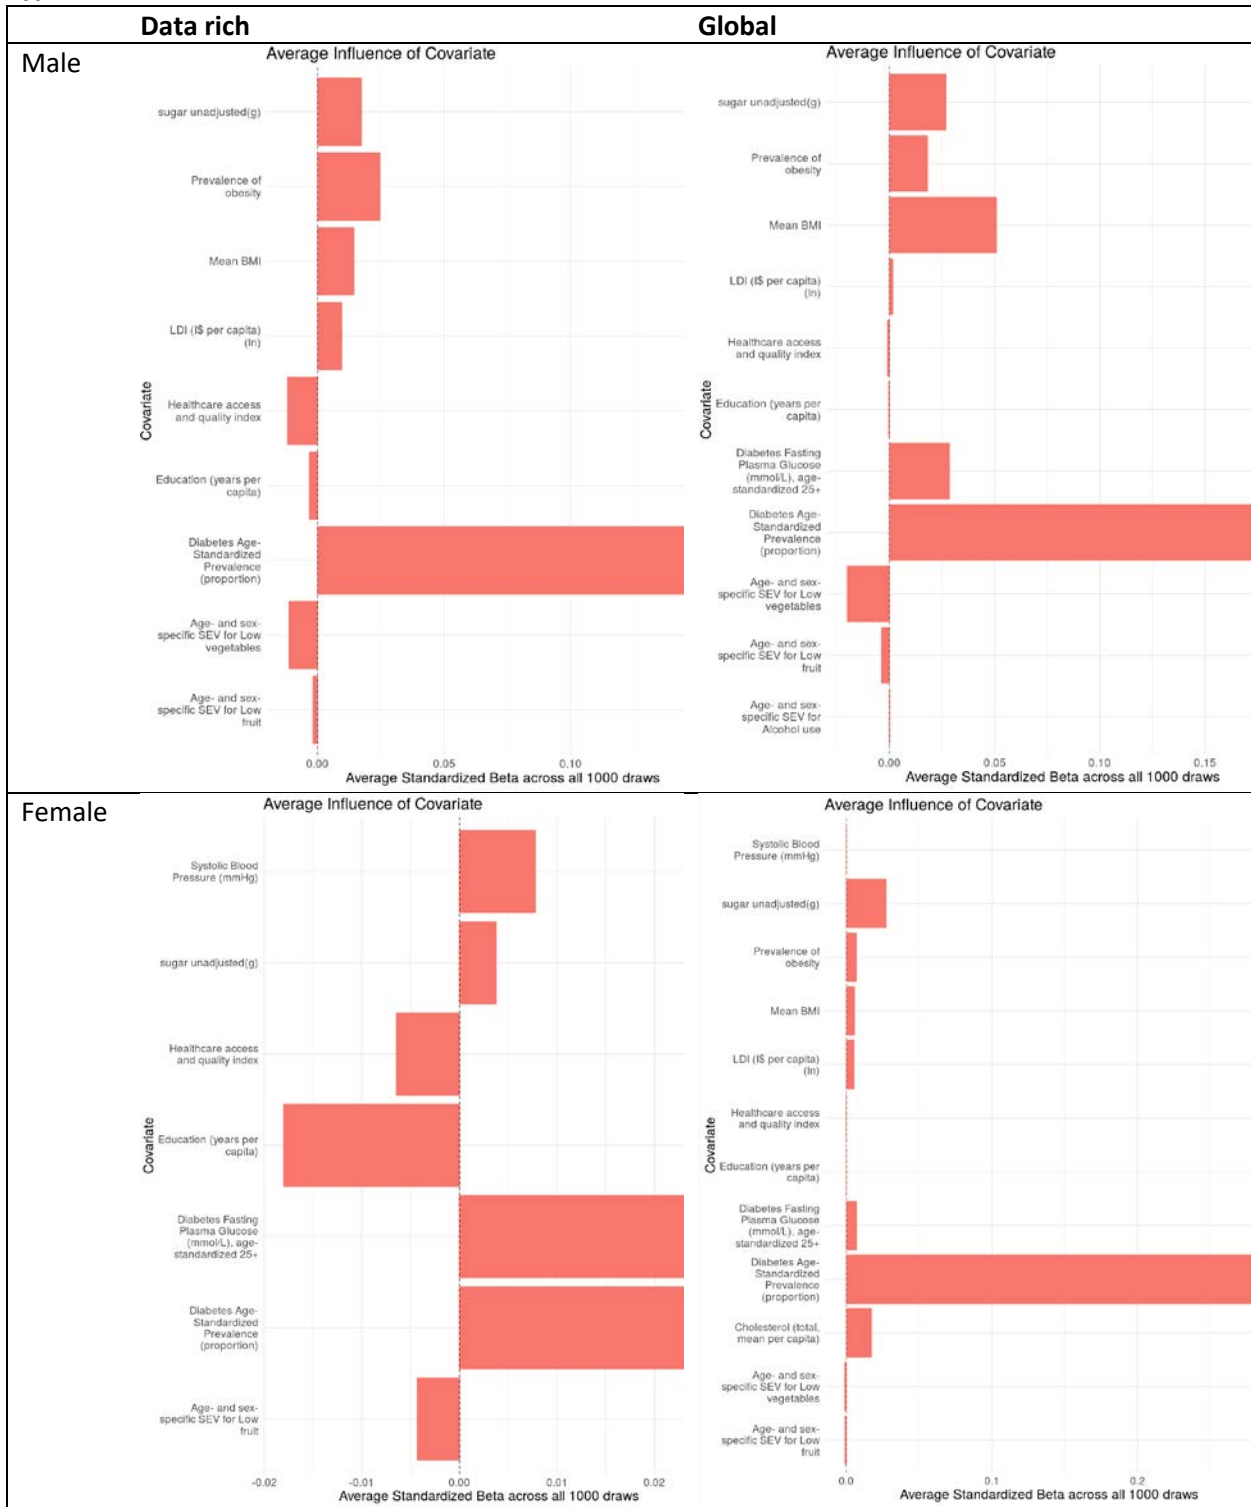 Data rich
Global
Male
Average Influence of Covariate
Covariate
sugar unadjusted(g)
Prevalence of
obesity
Mean BMI
LDI (I$ per capita)
(ln)
Healthcare access
and quality index
Education (years per
capita)
Diabetes Age-
Standardized
Prevalence
(proportion)
Age- and sex-
specific SEV for Low
vegetables
Age- and sex-
specific SEV for Low
fruit
0.00
0.05
0.10
Average Standardized Beta across all 1000 draws
Average Influence of Covariate
Covariate
sugar unadjusted(g)
Prevalence of
obesity
Mean BMI
LDI (I$ per capita)
(ln)
Healthcare access
and quality index
Education (years per
capita)
Diabetes Fasting
Plasma Glucose
(mmol/L), age-
standardized 25+
Diabetes Age-
Standardized
Prevalence
(proportion)
Age- and sex-
specific SEV for Low
vegetables
Age- and sex-
specific SEV for Low
fruit
Age- and sex-
specific SEV for
Alcohol use
0.00
0.05
0.10
0.15
Average Standardized Beta across all 1000 draws
Female
Average Influence of Covariate
Covariate
Systolic Blood
Pressure (mmHg)
sugar unadjusted(g)
Healthcare access
and quality index
Education (years per
capita)
Diabetes Fasting
Plasma Glucose
(mmol/L), age-
standardized 25+
Diabetes Age-
Standardized
Prevalence
(proportion)
Age- and sex-
specific SEV for Low
fruit
-0.02
-0.01
0.00
0.01
0.02
Average Standardized Beta across all 1000 draws
Average Influence of Covariate
Covariate
Systolic Blood
Pressure (mmHg)
sugar unadjusted(g)
Prevalence of
obesity
Mean BMI
LDI (I$ per capita)
(ln)
Healthcare access
and quality index
Education (years per
capita)
Diabetes Fasting
Plasma Glucose
(mmol/L), age-
standardized 25+
Diabetes Age-
Standardized
Prevalence
(proportion)
Cholesterol (total,
mean per capita)
Age- and sex-
specific SEV for Low
vegetables
Age- and sex-
specific SEV for Low
fruit
0.0
0.1
0.2
Average Standardized Beta across all 1000 draws